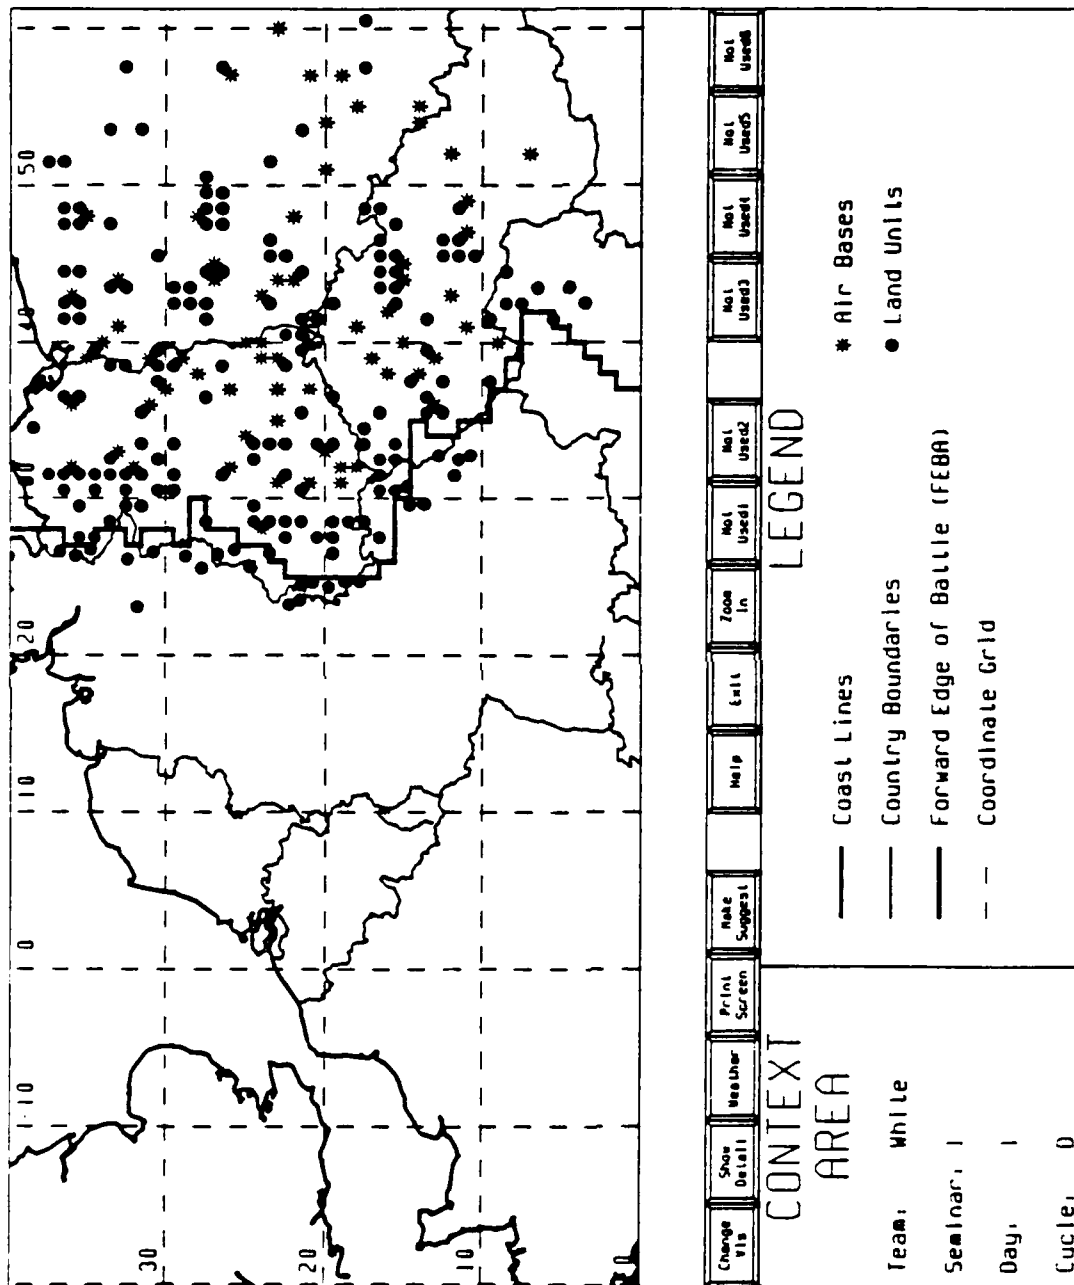 -10
0
10
20
30
40
50
30
20
10
0
Change
Vis
Show
Detail
Weather
Print
Screen
Make
Suggest
Help
Exit
Zoom
In
Not
Used1
Not
Used2
Not
Used3
Not
Used4
Not
Used5
Not
Used6
CONTEXT
AREA
Team: White
Seminar: 1
Day: 1
Cycle: 0
LEGEND
Coast Lines
Country Boundaries
Forward Edge of Battle (FEBA)
Coordinate Grid
* Air Bases
● Land Units